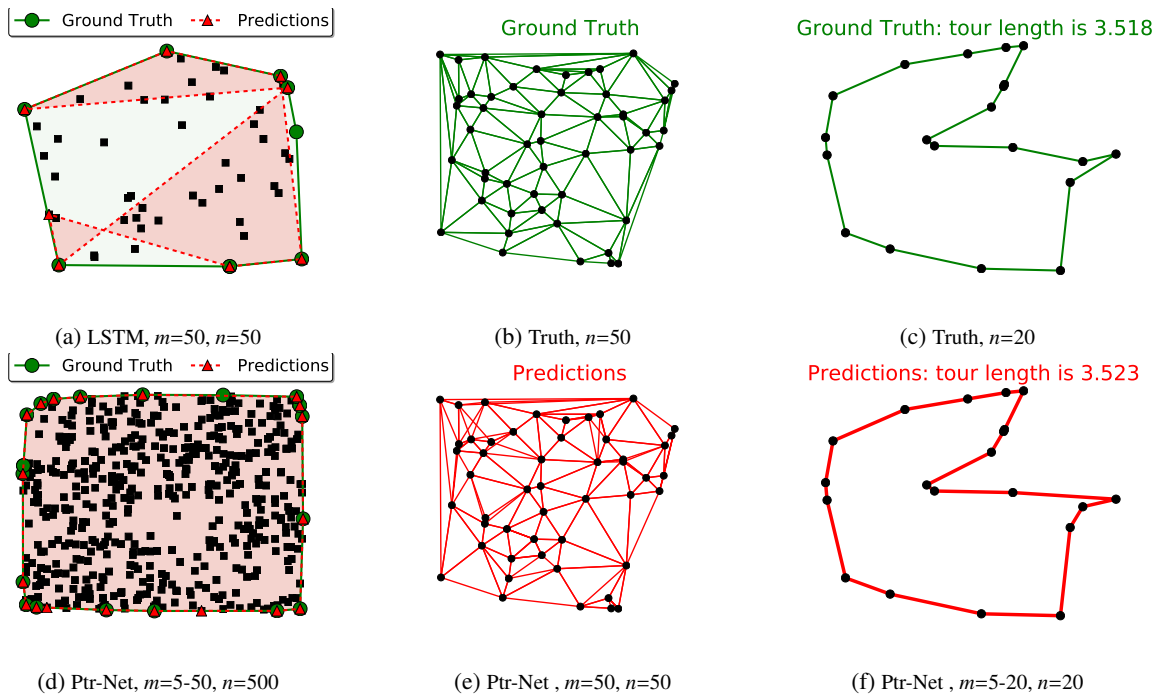 Ground Truth Predictions
Ground Truth
Ground Truth: tour length is 3.518
(a) LSTM, m=50, n=50
(b) Truth, n=50
(c) Truth, n=20
Ground Truth Predictions
Predictions
Predictions: tour length is 3.523
(d) Ptr-Net, m=5-50, n=500
(e) Ptr-Net , m=50, n=50
(f) Ptr-Net , m=5-20, n=20